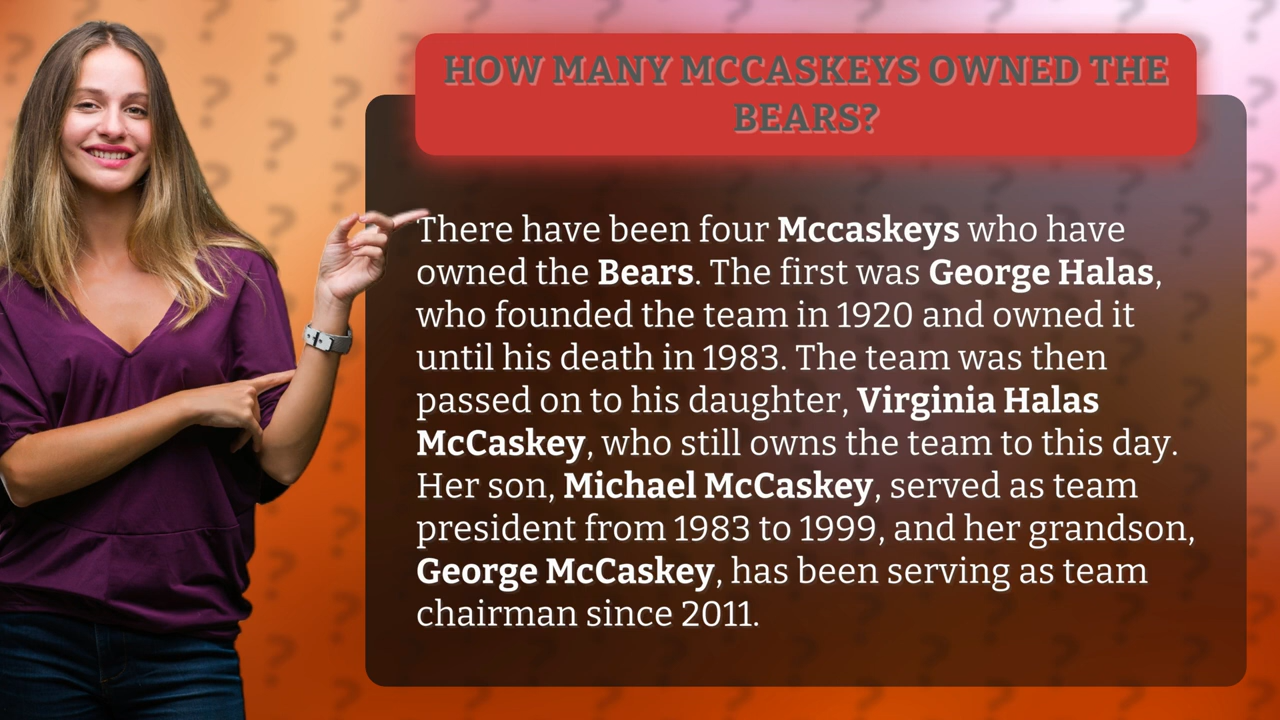 HOW MANY MCCASKEYS OWNED THE
BEARS?
There have been four Mccaskeys who have
owned the Bears. The first was George Halas,
who founded the team in 1920 and owned it
until his death in 1983. The team was then
passed on to his daughter, Virginia Halas
McCaskey, who still owns the team to this day.
Her son, Michael McCaskey, served as team
president from 1983 to 1999, and her grandson,
George McCaskey, has been serving as team
chairman since 2011.